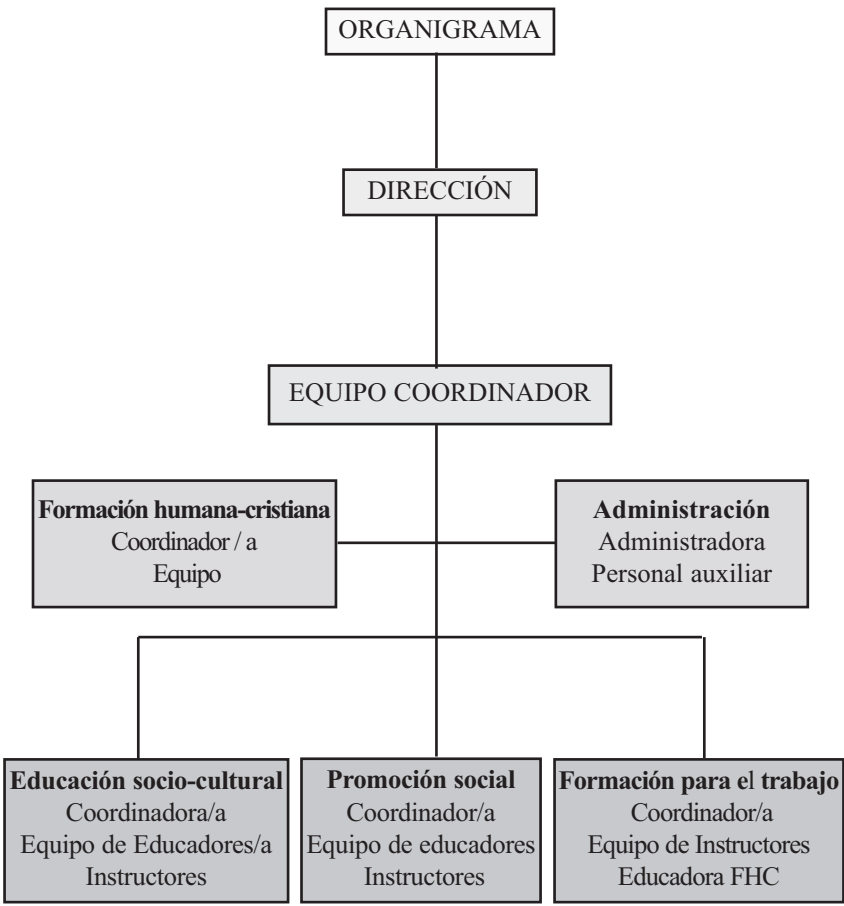 ORGANIGRAMA
DIRECCIÓN
EQUIPO COORDINADOR
Formación humana-cristiana
Coordinador / a
Equipo
Administración
Administradora
Personal auxiliar
Educación socio-cultural
Coordinadora/a
Equipo de Educadores/a
Instructores
Promoción social
Coordinador/a
Equipo de educadores
Instructores
Formación para el trabajo
Coordinador/a
Equipo de Instructores
Educadora FHC